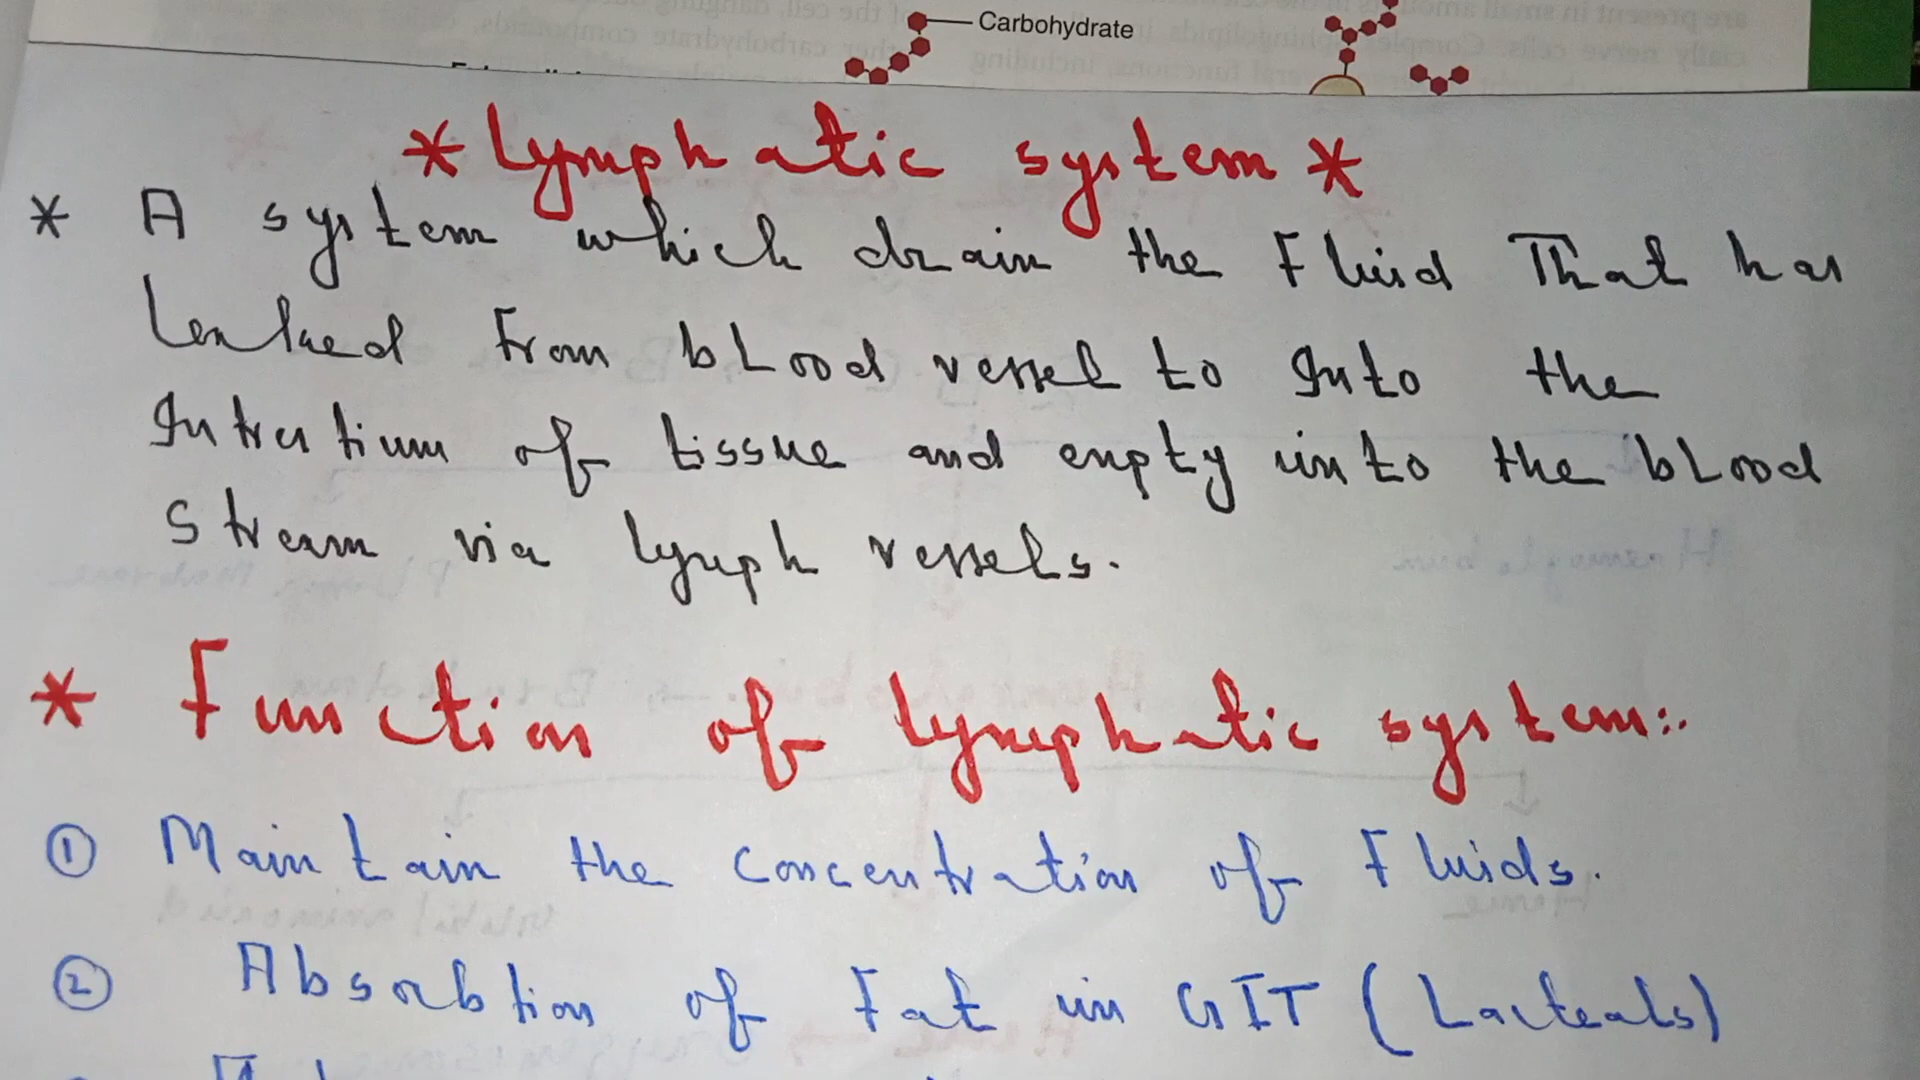 Carbohydrate
* Lymphatic system *
* A system which drain the Fluid That has
Leaked From blood vessel to Into the
Intrestium of tissue and empty into the blood
stream via lymph vessels.
* Function of lymphatic system:.
① Maintain the concentration of Fluids.
② Absorbtion of Fat in GIT (Lacteals)